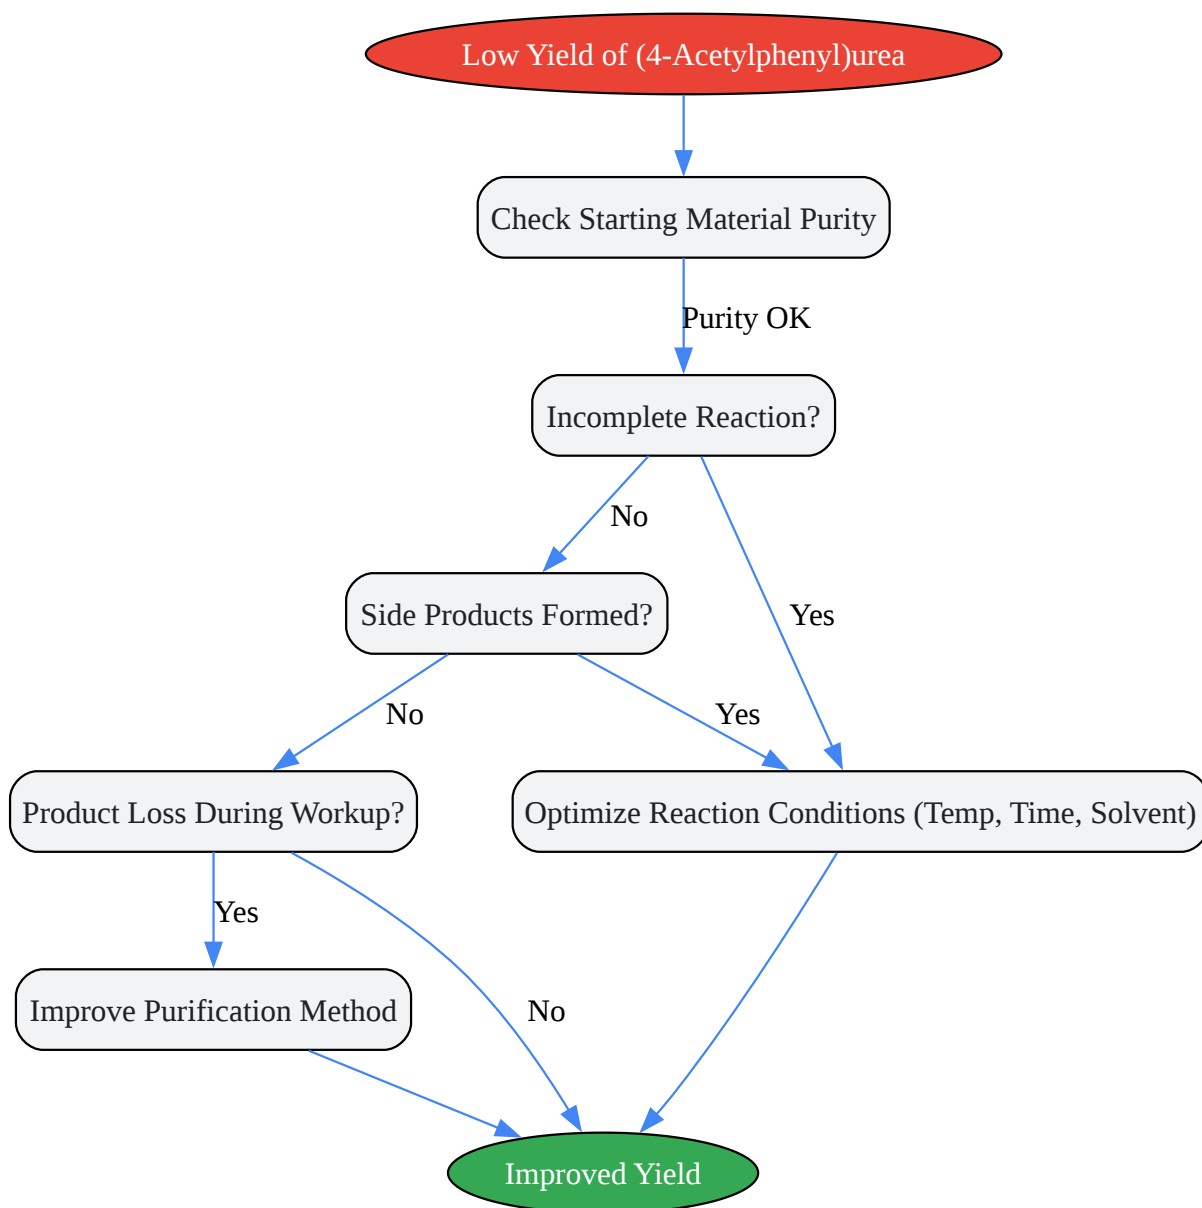 Low Yield of (4-Acetylphenyl)urea
Check Starting Material Purity
Purity OK
Incomplete Reaction?
No
Side Products Formed?
Yes
No
Yes
Product Loss During Workup?
Optimize Reaction Conditions (Temp, Time, Solvent)
Yes
Improve Purification Method
No
Improved Yield